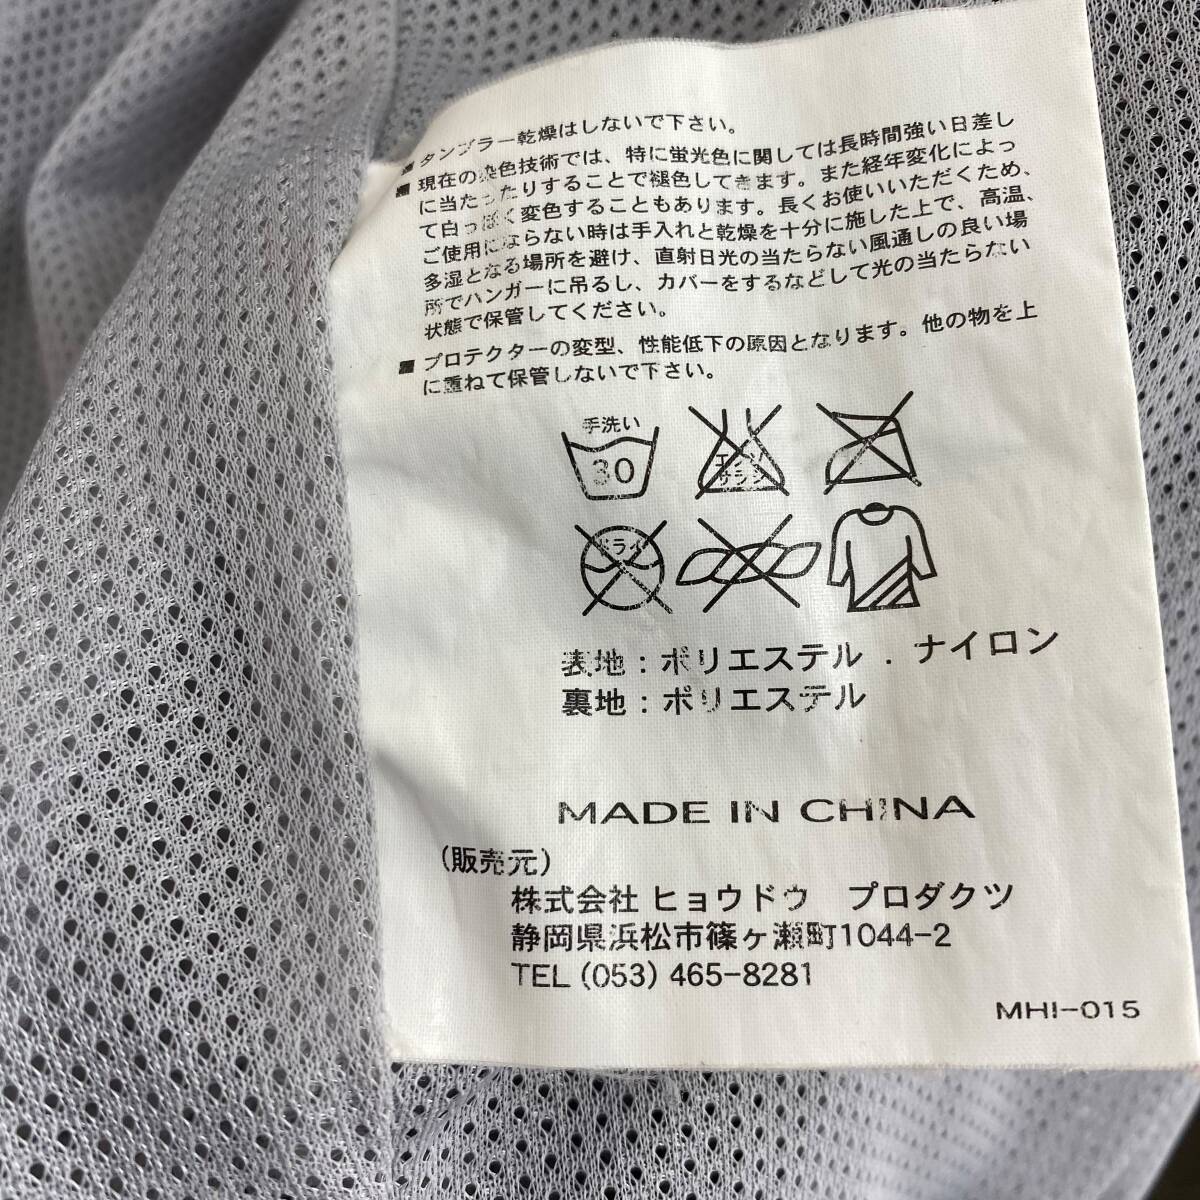 ■ タンブラー乾燥はしないで下さい。
■ 現在の染色技術では、特に蛍光色に関しては長時間強い日差し
に当たったりすることで褪色してきます。また経年変化によっ
て白っぽく変色することもあります。長くお使いいただくため、
ご使用にならない時は手入れと乾燥を十分に施した上で、高温、
多湿となる場所を避け、直射日光の当たらない風通しの良い場
所でハンガーに吊るし、カバーをするなどして光の当たらない
状態で保管してください。
■ プロテクターの変型、性能低下の原因となります。他の物を上
に重ねて保管しないで下さい。
手洗い
30
エンソ
サラシ
ドライ
表地：ポリエステル . ナイロン
裏地：ポリエステル
MADE IN CHINA
（販売元）
株式会社 ヒョウドウ　プロダクツ
静岡県浜松市篠ヶ瀬町1044-2
TEL (053) 465-8281
MHI-015